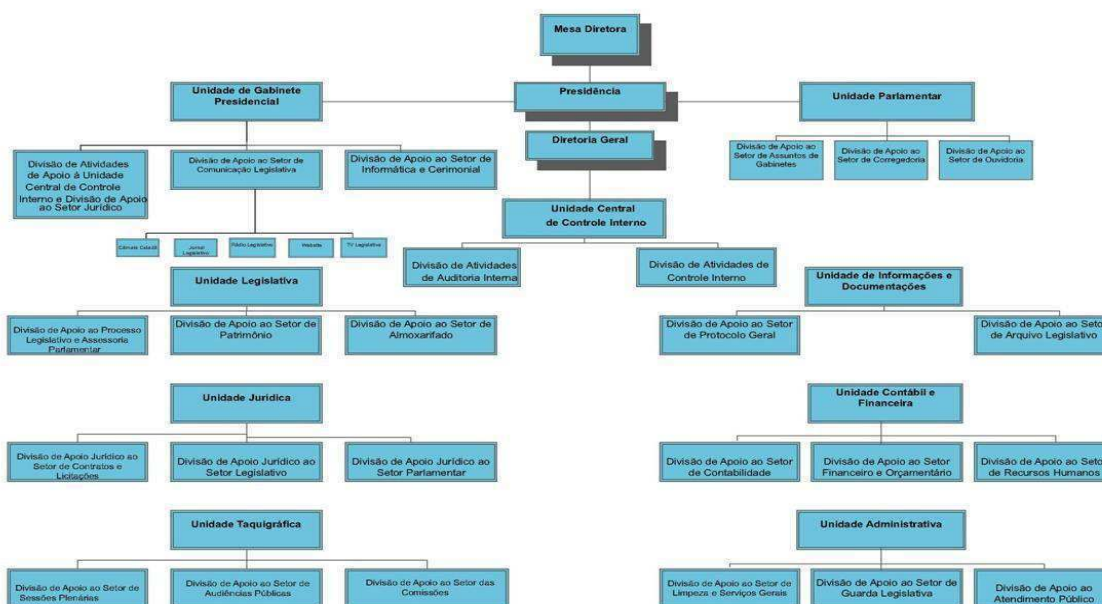 Mesa Diretora
Unidade de Gabinete
Presidencial
Presidência
Unidade Parlamentar
Diretoria Geral
Divisão de Atividades
de Apoio à Unidade
Central de Controle
Interno e Divisão de Apoio
ao Setor Jurídico
Divisão de Apoio ao Setor de
Comunicação Legislativa
Divisão de Apoio ao Setor de
Informática e Cerimonial
Divisão de Apoio ao
Setor de Assuntos de
Gabinetes
Divisão de Apoio ao
Setor de Corregedoria
Divisão de Apoio ao
Setor de Ouvidoria
Unidade Central
de Controle Interno
Câmara Cidadã
Jornal
Legislativo
Rádio Legislativo
Website
TV Legislativa
Divisão de Atividades
de Auditoria Interna
Divisão de Atividades de
Controle Interno
Unidade Legislativa
Unidade de Informações e
Documentações
Divisão de Apoio ao Processo
Legislativo e Assessoria
Parlamentar
Divisão de Apoio ao Setor de
Patrimônio
Divisão de Apoio ao Setor de
Almoxarifado
Divisão de Apoio ao Setor
de Protocolo Geral
Divisão de Apoio ao Setor
de Arquivo Legislativo
Unidade Jurídica
Unidade Contábil e
Financeira
Divisão de Apoio Jurídico ao
Setor de Contratos e
Licitações
Divisão de Apoio Jurídico ao
Setor Legislativo
Divisão de Apoio Jurídico ao
Setor Parlamentar
Divisão de Apoio ao Setor
de Contabilidade
Divisão de Apoio ao Setor
Financeiro e Orçamentário
Divisão de Apoio ao Setor
de Recursos Humanos
Unidade Taquigráfica
Unidade Administrativa
Divisão de Apoio ao Setor de
Sessões Plenárias
Divisão de Apoio ao Setor de
Audiências Públicas
Divisão de Apoio ao Setor das
Comissões
Divisão de Apoio ao Setor de
Limpeza e Serviços Gerais
Divisão de Apoio ao Setor de
Guarda Legislativa
Divisão de Apoio ao
Atendimento Público